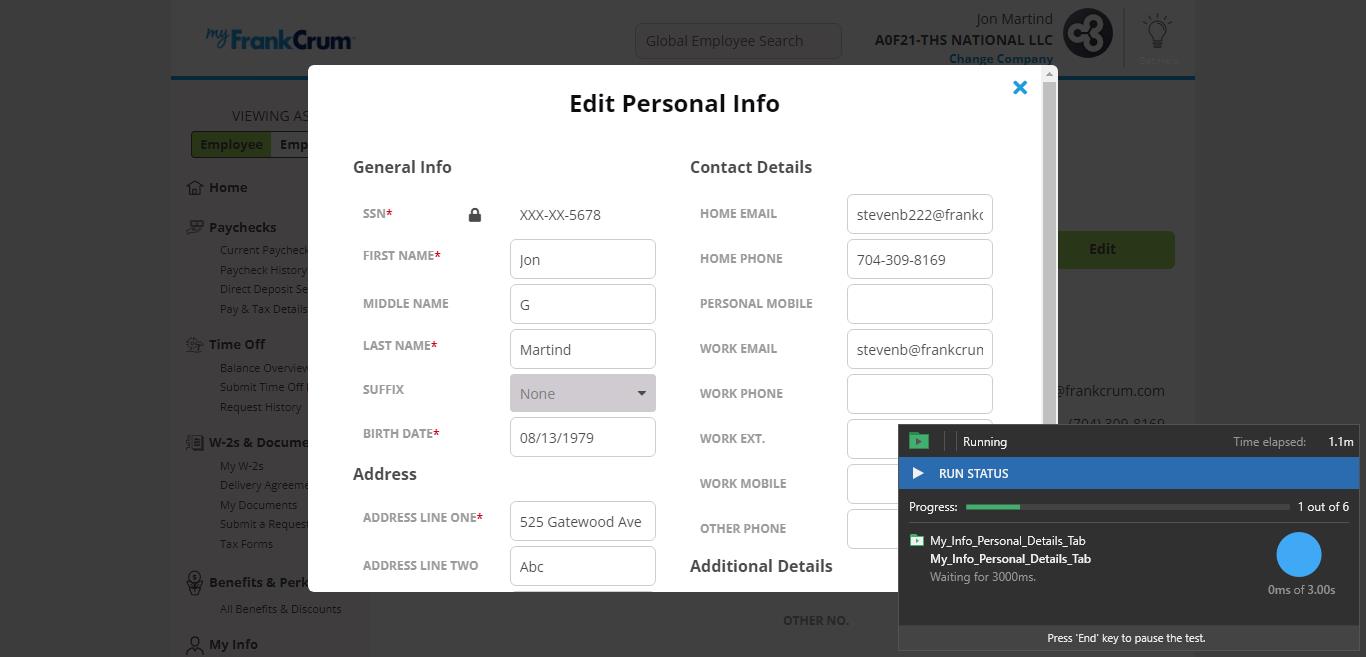 myFrankCrum
Global Employee Search
Jon Martind
A0F21-THS NATIONAL LLC
Change Company
VIEWING AS
Employee
Emp
Home
Paychecks
Current Paycheck
Paycheck History
Direct Deposit Se
Pay & Tax Details
Time Off
Balance Overview
Submit Time Off
Request History
W-2s & Docume
My W-2s
Delivery Agreeme
My Documents
Submit a Request
Tax Forms
Benefits & Perk
All Benefits & Discounts
My Info
Edit Personal Info
General Info
SSN* XXX-XX-5678
FIRST NAME* Jon
MIDDLE NAME G
LAST NAME* Martind
SUFFIX None
BIRTH DATE* 08/13/1979
Address
ADDRESS LINE ONE* 525 Gatewood Ave
ADDRESS LINE TWO Abc
Contact Details
HOME EMAIL stevenb222@frankc
HOME PHONE 704-309-8169
PERSONAL MOBILE
WORK EMAIL stevenb@frankcrun
WORK PHONE
WORK EXT.
WORK MOBILE
OTHER PHONE
Additional Details
Edit
@frankcrum.com
(704) 309-8169
OTHER NO.
Running
Time elapsed: 1.1m
RUN STATUS
Progress: 1 out of 6
My_Info_Personal_Details_Tab
My_Info_Personal_Details_Tab
Waiting for 3000ms.
0ms of 3.00s
Press 'End' key to pause the test.